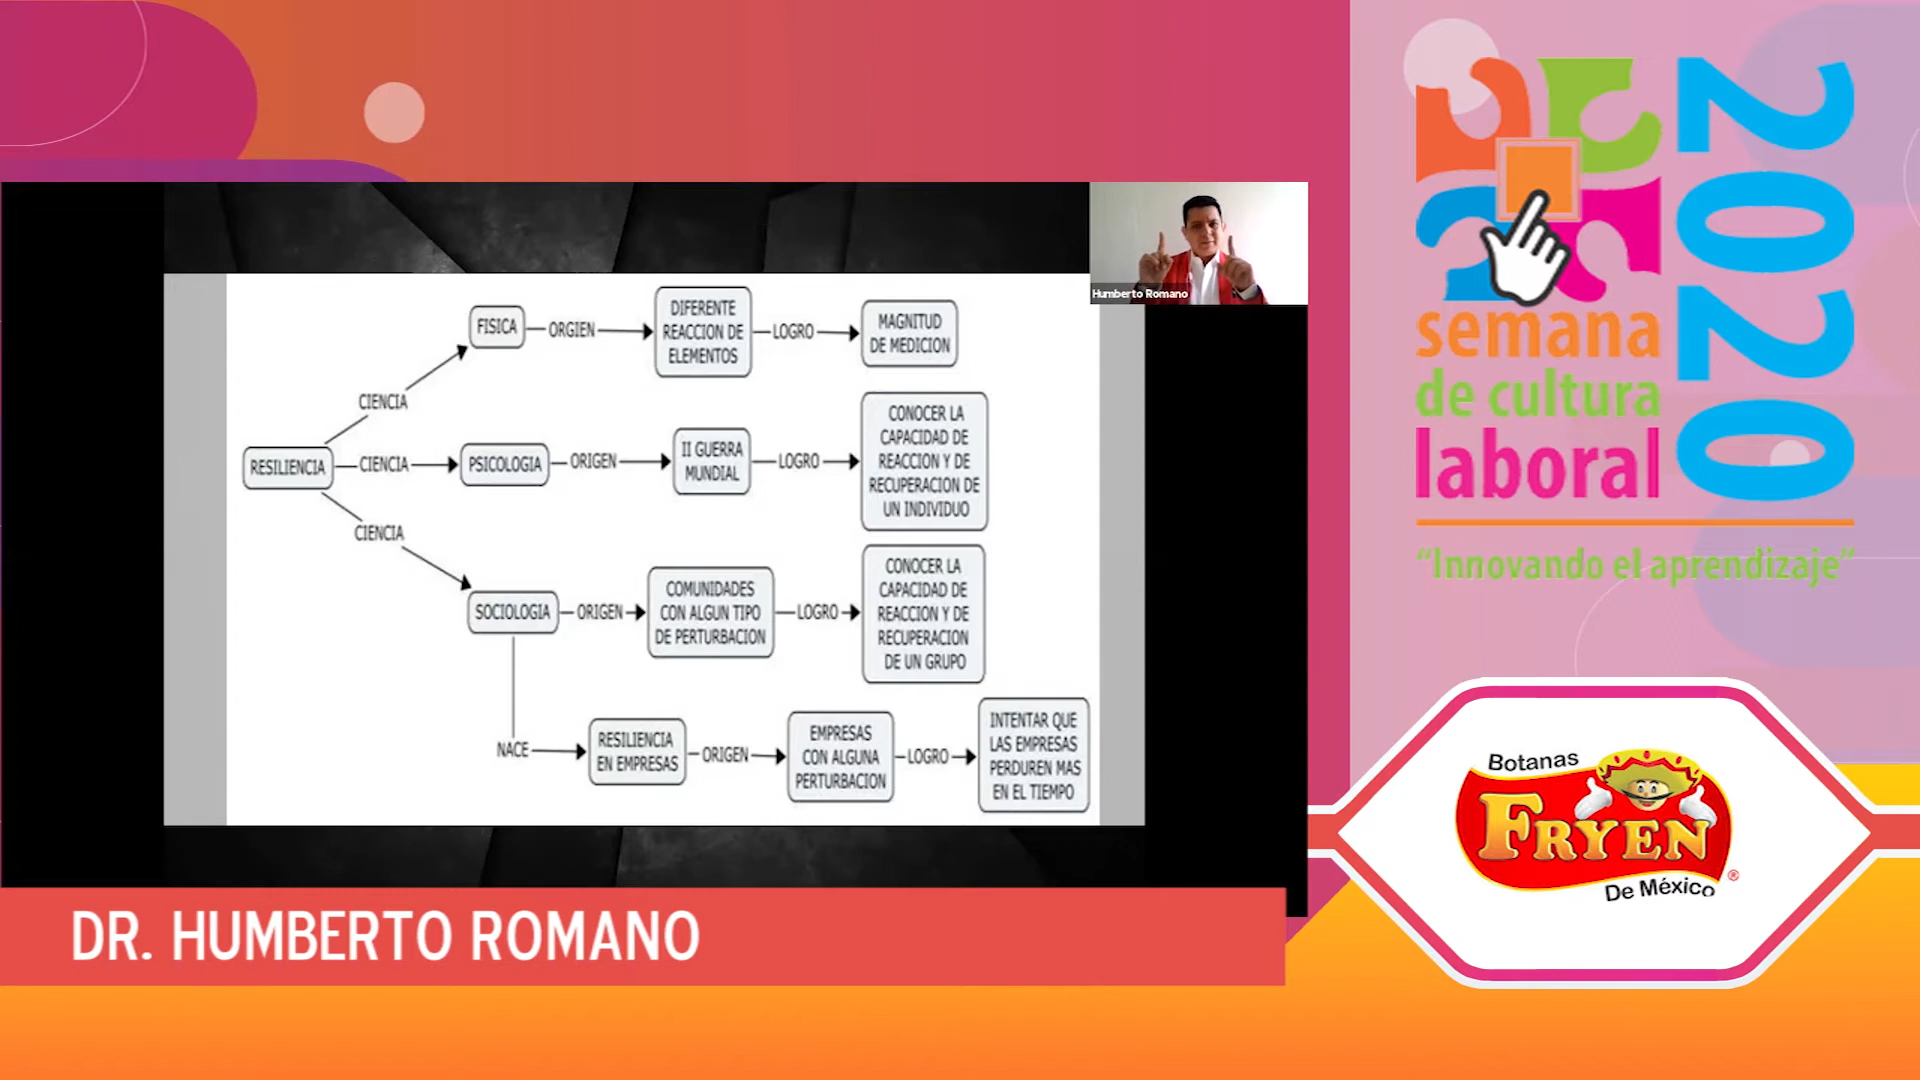 Humberto Romano
FISICA
ORGIEN
DIFERENTE
REACCION DE
ELEMENTOS
LOGRO
MAGNITUD
DE MEDICION
CIENCIA
RESILIENCIA
CIENCIA
PSICOLOGIA
ORIGEN
II GUERRA
MUNDIAL
LOGRO
CONOCER LA
CAPACIDAD DE
REACCION Y DE
RECUPERACION DE
UN INDIVIDUO
CIENCIA
SOCIOLOGIA
ORIGEN
COMUNIDADES
CON ALGUN TIPO
DE PERTURBACION
LOGRO
CONOCER LA
CAPACIDAD DE
REACCION Y DE
RECUPERACION
DE UN GRUPO
NACE
RESILIENCIA
EN EMPRESAS
ORIGEN
EMPRESAS
CON ALGUNA
PERTURBACION
LOGRO
INTENTAR QUE
LAS EMPRESAS
PERDUREN MAS
EN EL TIEMPO
DR. HUMBERTO ROMANO
semana
de cultura
laboral
2020
“Innovando el aprendizaje”
Botanas
FRYEN
®
De México